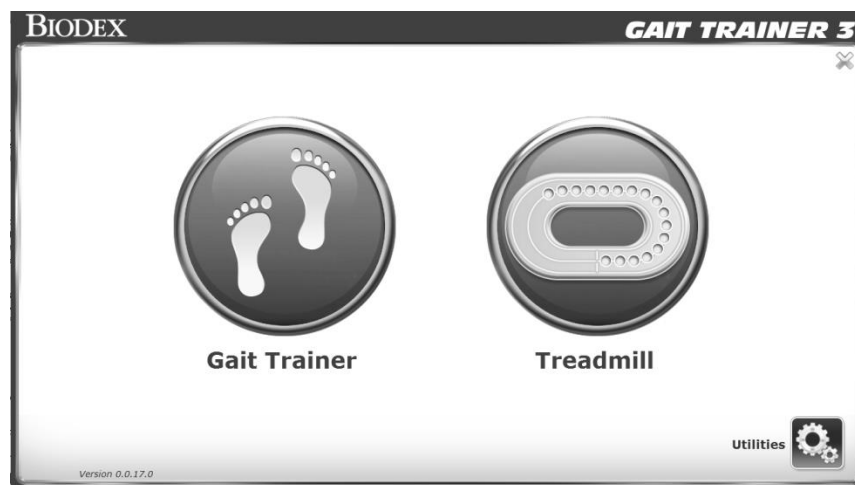 BIODEX
GAIT TRAINER 3
Gait Trainer
Treadmill
Utilities
Version 0.0.17.0